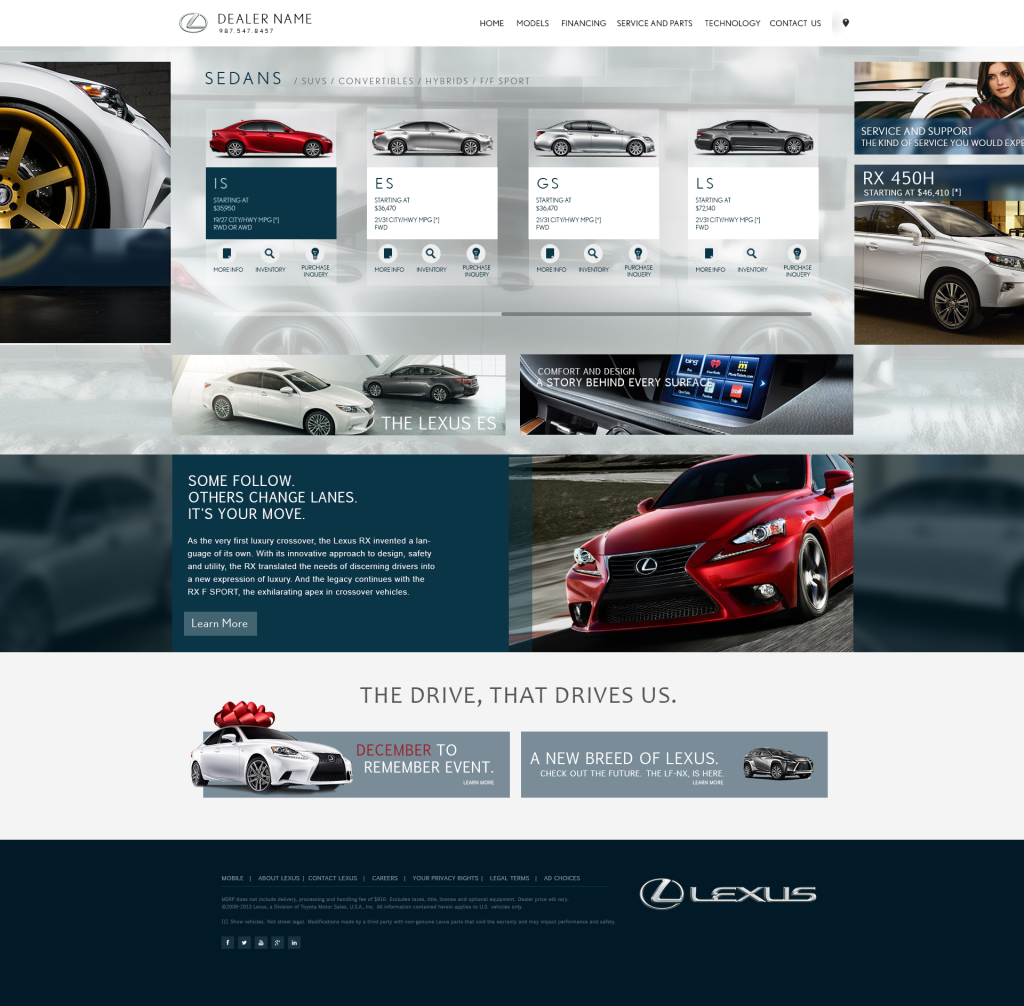 DEALER NAME
987.547.8457
HOME MODELS FINANCING SERVICE AND PARTS TECHNOLOGY CONTACT US
SEDANS / SUVS / CONVERTIBLES / HYBRIDS / F/F SPORT
IS
STARTING AT
$35,950
19/27 CITY/HWY MPG [*]
RWD OR AWD
MORE INFO INVENTORY PURCHASE INQUERY
ES
STARTING AT
$36,470
21/31 CITY/HWY MPG [*]
FWD
MORE INFO INVENTORY PURCHASE INQUERY
GS
STARTING AT
$36,470
21/31 CITY/HWY MPG [*]
FWD
MORE INFO INVENTORY PURCHASE INQUERY
LS
STARTING AT
$72,140
21/31 CITY/HWY MPG [*]
FWD
MORE INFO INVENTORY PURCHASE INQUERY
SERVICE AND SUPPORT
THE KIND OF SERVICE YOU WOULD EXPE
RX 450H
STARTING AT $46,410 [*]
THE LEXUS ES
COMFORT AND DESIGN
A STORY BEHIND EVERY SURFACE
bing
SOME FOLLOW.
OTHERS CHANGE LANES.
IT'S YOUR MOVE.
As the very first luxury crossover, the Lexus RX invented a lan-
guage of its own. With its innovative approach to design, safety
and utility, the RX translated the needs of discerning drivers into
a new expression of luxury. And the legacy continues with the
RX F SPORT, the exhilarating apex in crossover vehicles.
Learn More
THE DRIVE, THAT DRIVES US.
DECEMBER TO
REMEMBER EVENT.
LEARN MORE
A NEW BREED OF LEXUS.
CHECK OUT THE FUTURE. THE LF-NX, IS HERE.
LEARN MORE
MOBILE | ABOUT LEXUS | CONTACT LEXUS | CAREERS | YOUR PRIVACY RIGHTS | LEGAL TERMS | AD CHOICES
MSRP does not include delivery, processing and handling fee of $910. Excludes taxes, title, license and optional equipment. Dealer price will vary.
©2008-2013 Lexus, a Division of Toyota Motor Sales, U.S.A., Inc. All information contained herein applies to U.S. vehicles only.
Show vehicles. Not street legal. Modifications made by a third party with non-genuine Lexus parts that void the warranty and may impact performance and safety.
LEXUS